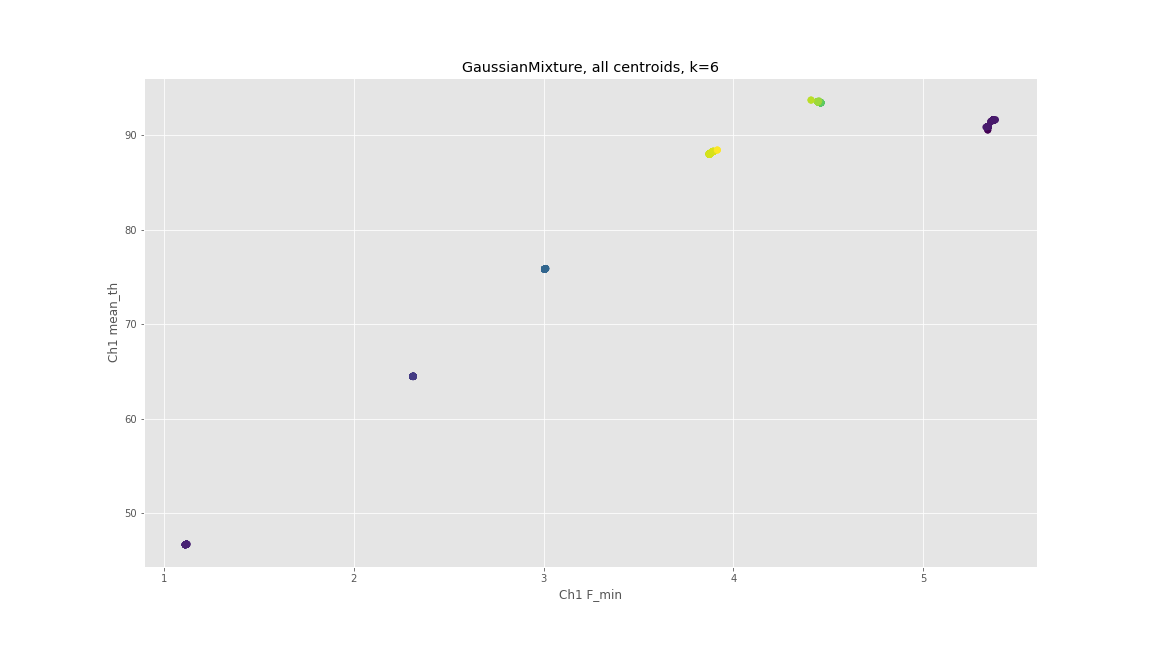 GaussianMixture, all centroids, k=6
90
80
70
60
50
Ch1 mean_th
1 2 3 4 5
Ch1 F_min